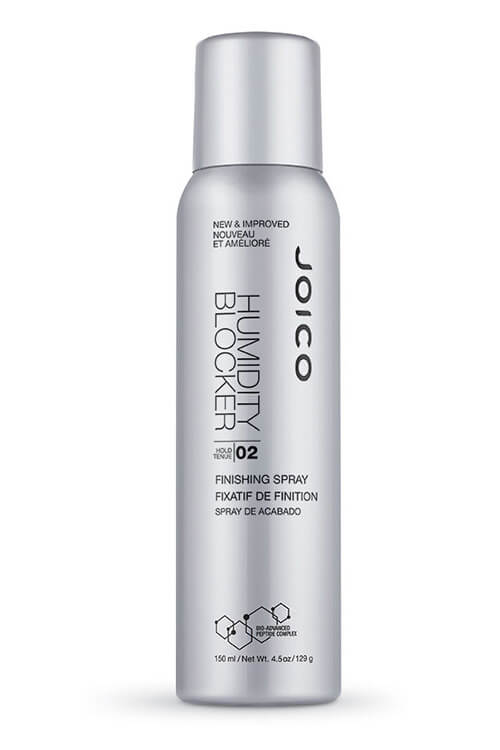 NEW & IMPROVED
NOUVEAU
ET AMÉLIORÉ
JOICO
HUMIDITY
BLOCKER
HOLD
TENUE
02
FINISHING SPRAY
FIXATIF DE FINITION
SPRAY DE ACABADO
BIO-ADVANCED
PEPTIDE COMPLEX
150 ml / Net Wt. 4.5oz/129 g